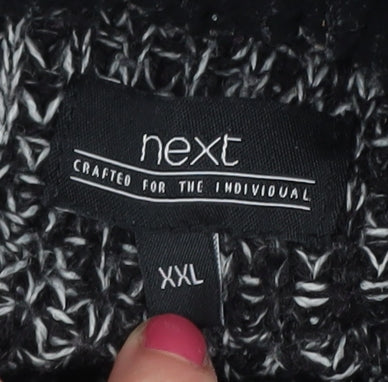 next
CRAFTED FOR THE INDIVIDUAL
XXL